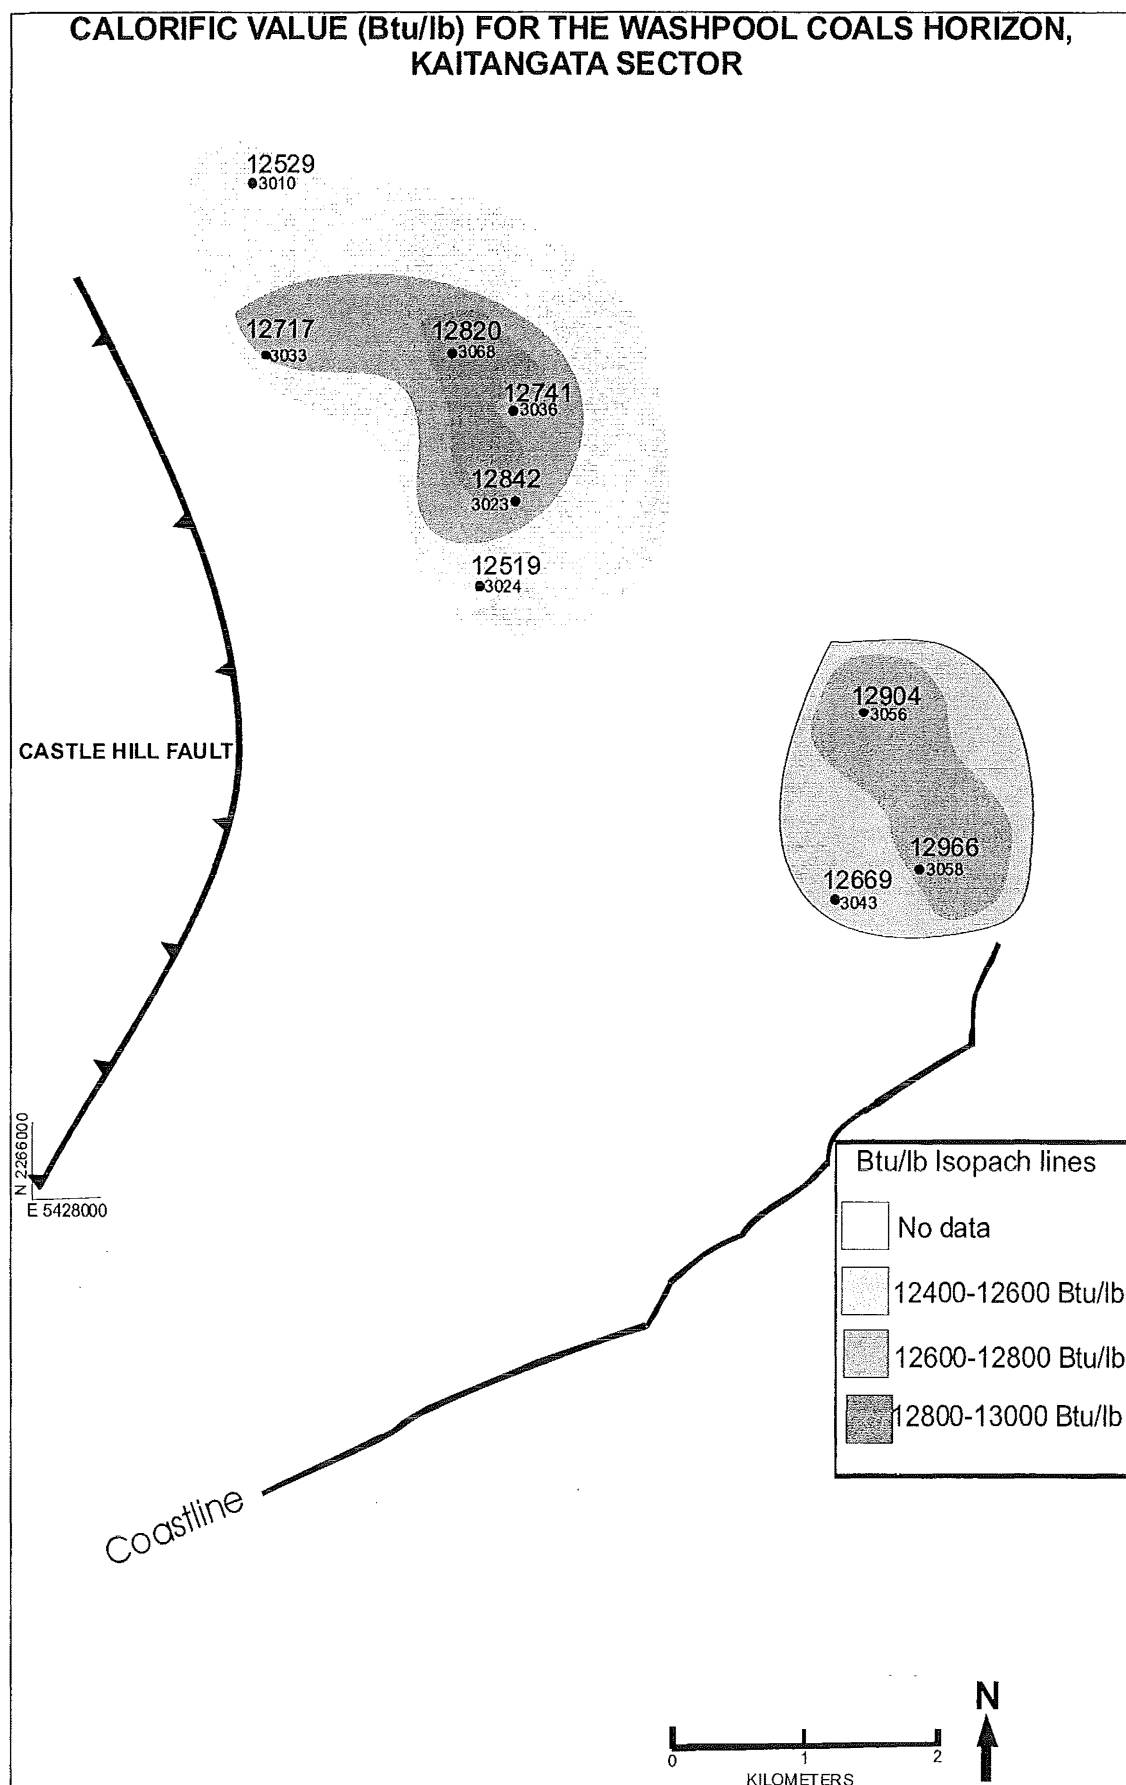 CALORIFIC VALUE (Btu/lb) FOR THE WASHPOOL COALS HORIZON,
KAITANGATA SECTOR
12529
3010
12717
3033
12820
3068
12741
3036
12842
3023
12519
3024
12904
3056
CASTLE HILL FAULT
12966
3058
12669
3043
N 2266000
E 5428000
Btu/lb Isopach lines
No data
12400-12600 Btu/lb
12600-12800 Btu/lb
12800-13000 Btu/lb
Coastline
N
0 1 2
KILOMETERS